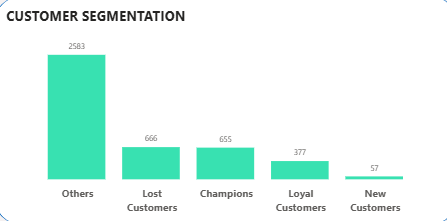 CUSTOMER SEGMENTATION
2583
666
655
377
57
Others
Lost Customers
Champions
Loyal Customers
New Customers